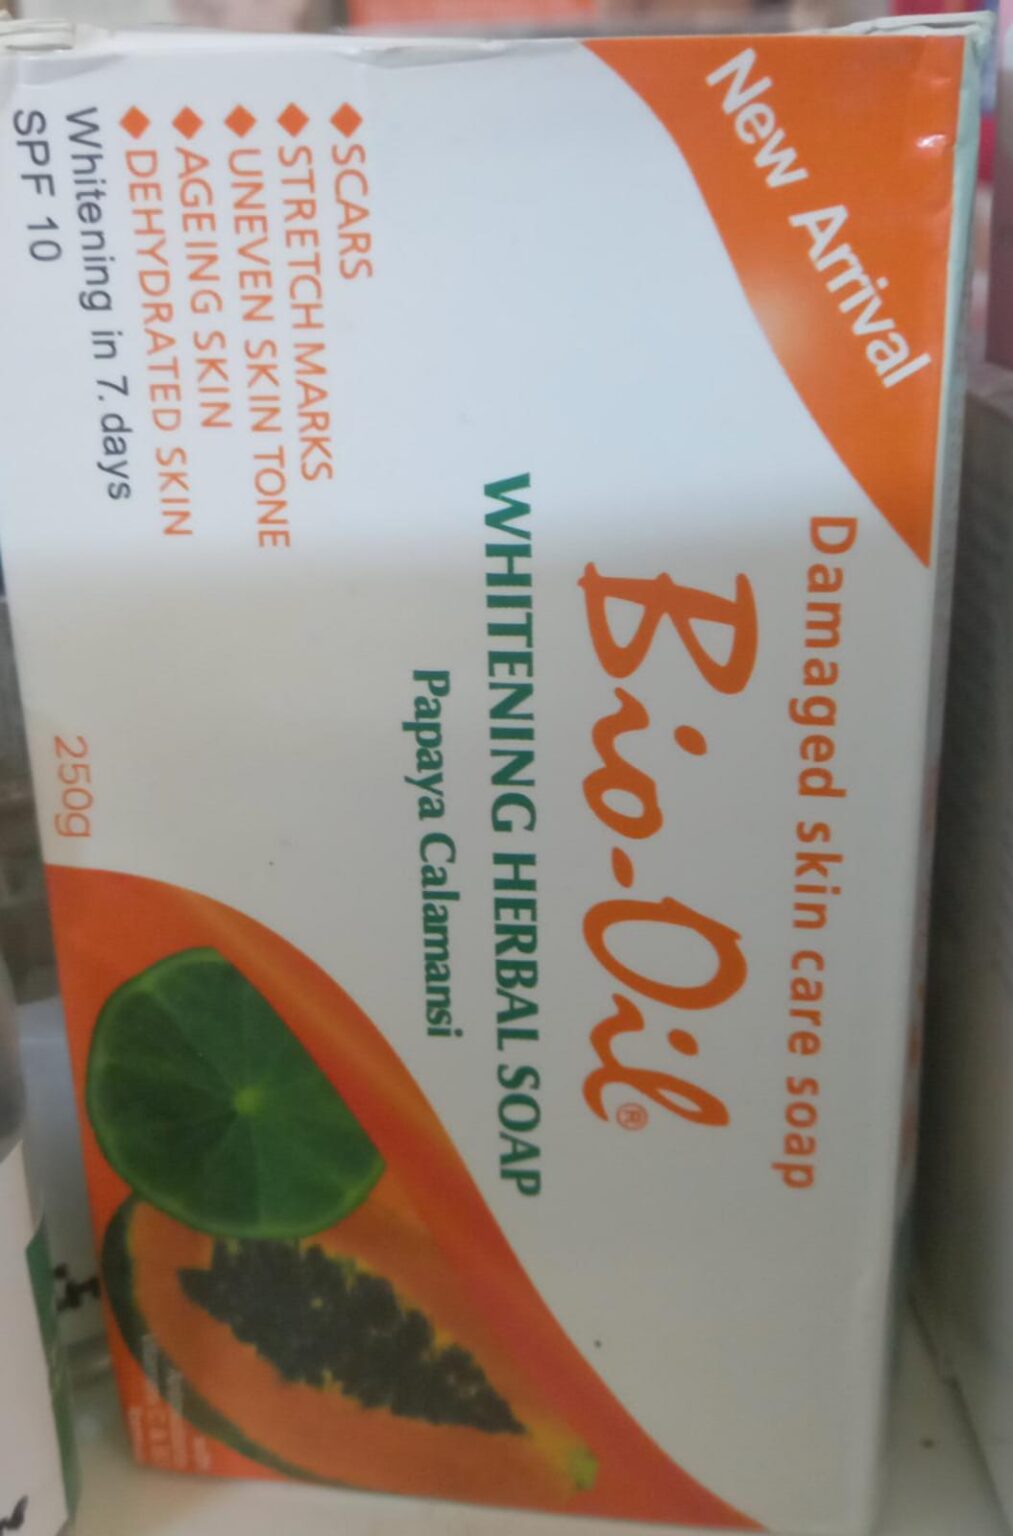 New Arrival
Damaged skin care soap
Bio-Oil®
WHITENING HERBAL SOAP
Papaya Calamansi
◆SCARS
◆STRETCH MARKS
◆UNEVEN SKIN TONE
◆AGEING SKIN
◆DEHYDRATED SKIN
Whitening in 7. days
SPF 10
250g